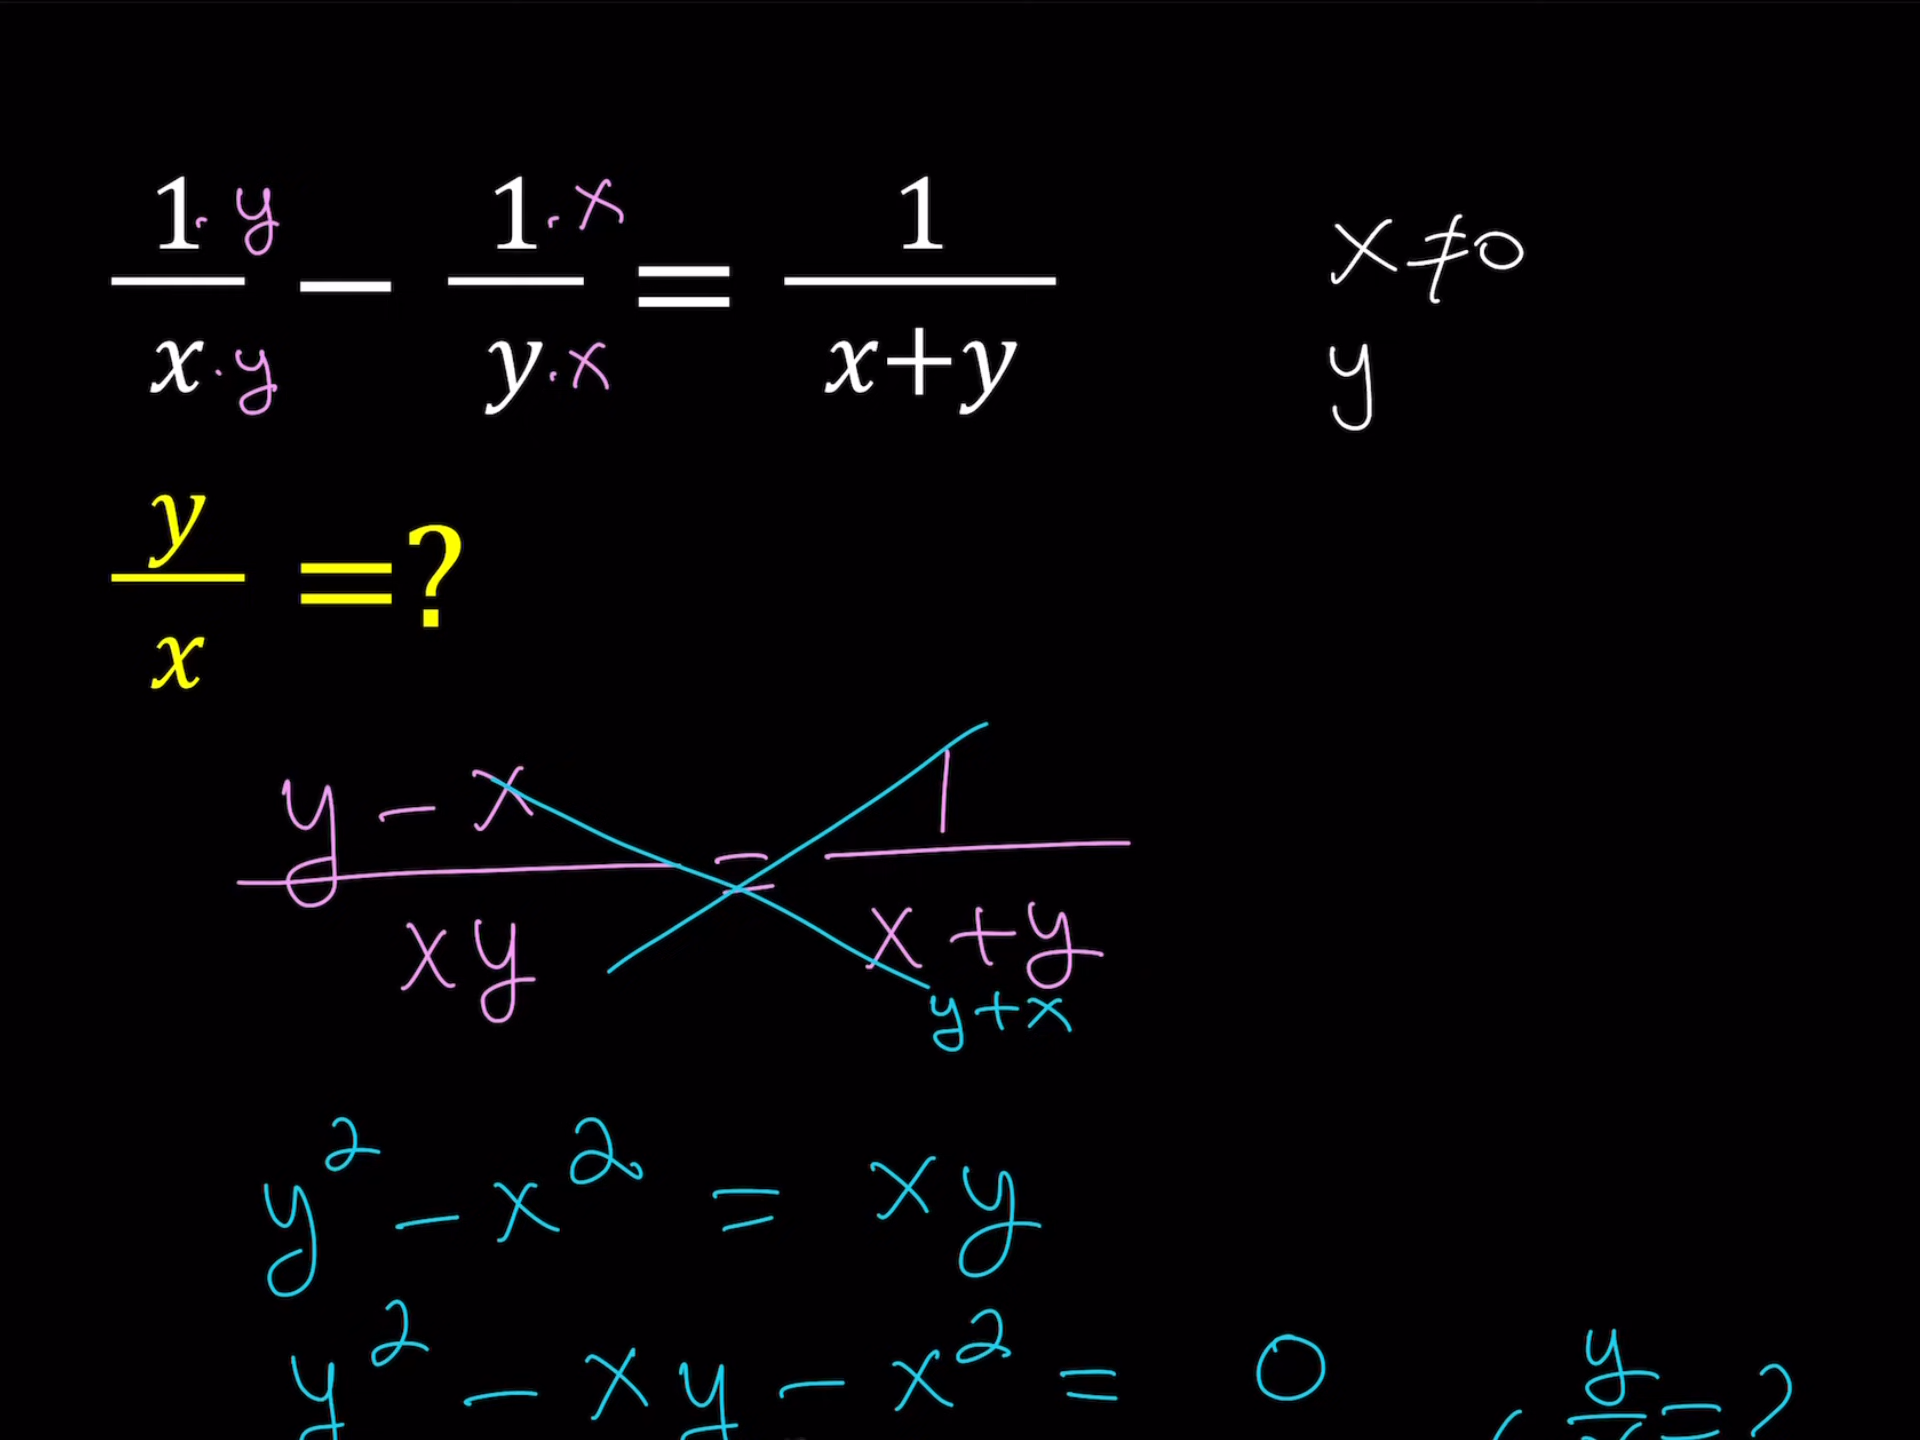 1·y/x·y − 1·x/y·x = 1/x+y
x≠0
y
y/x =?
y − x/xy = 1/x + y
y+x
y² − x² = xy
y² − xy − x² = 0
y/x = ?